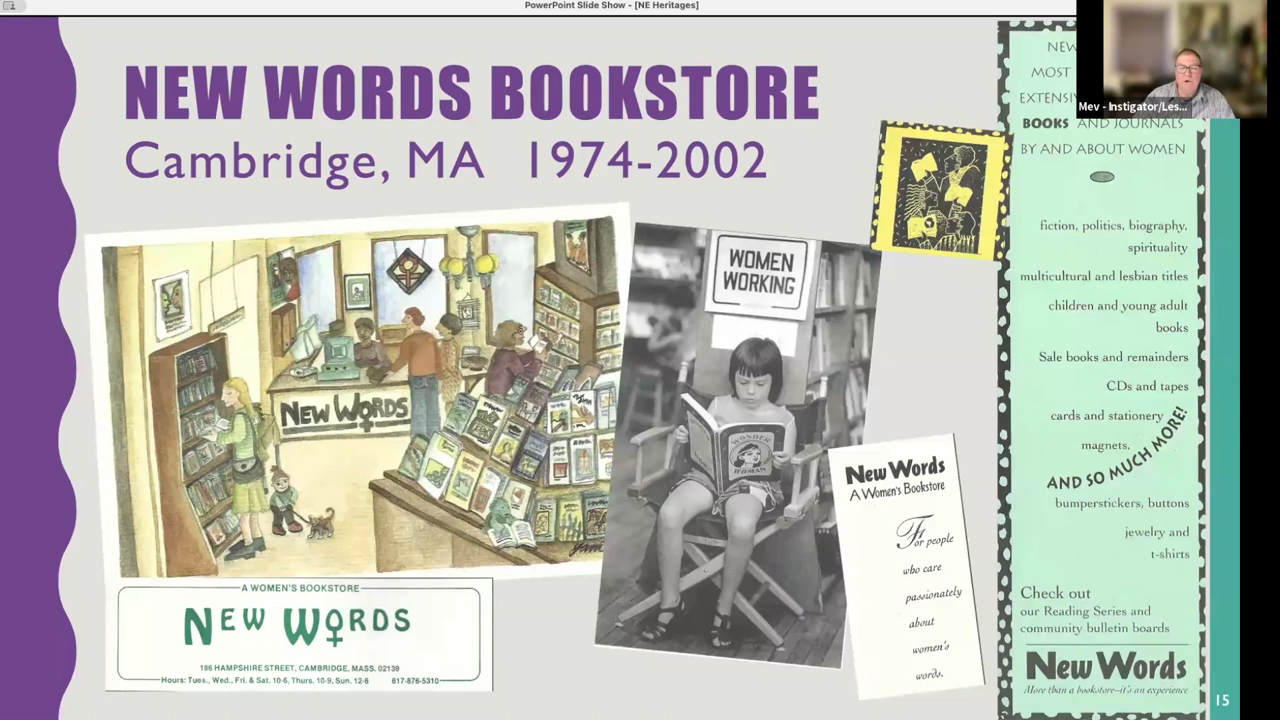 PowerPoint Slide Show - [NE Heritages]
NEW WORDS BOOKSTORE
Cambridge, MA 1974-2002
NEW WORDS
A WOMEN'S BOOKSTORE
NEW WORDS
186 HAMPSHIRE STREET, CAMBRIDGE, MASS. 02139
Hours: Tues., Wed., Fri. & Sat. 10-6, Thurs. 10-9, Sun. 12-6 617-876-5310
WOMEN
WORKING
WONDER
WOMAN
New Words
A Women's Bookstore
For people
who care
passionately
about
women's
words.
NEW
MOST
EXTENSI
BOOKS AND JOURNALS
BY AND ABOUT WOMEN
fiction, politics, biography,
spirituality
multicultural and lesbian titles
children and young adult
books
Sale books and remainders
CDs and tapes
cards and stationery
magnets,
AND SO MUCH MORE!
bumperstickers, buttons
jewelry and
t-shirts
Check out
our Reading Series and
community bulletin boards
New Words
More than a bookstore—it's an experience
Mev - Instigator/Les...
15